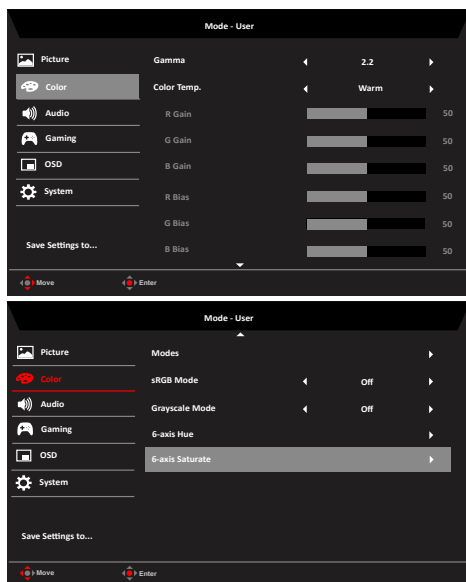 Mode - User
Picture
Gamma 2.2
Color
Color Temp. Warm
Audio
R Gain 50
Gaming
G Gain 50
OSD
B Gain 50
System
R Bias 50
G Bias 50
Save Settings to...
B Bias 50
Move Enter
Mode - User
Picture
Modes
Color
sRGB Mode Off
Audio
Grayscale Mode Off
Gaming
6-axis Hue
OSD
6-axis Saturate
System
Save Settings to...
Move Enter